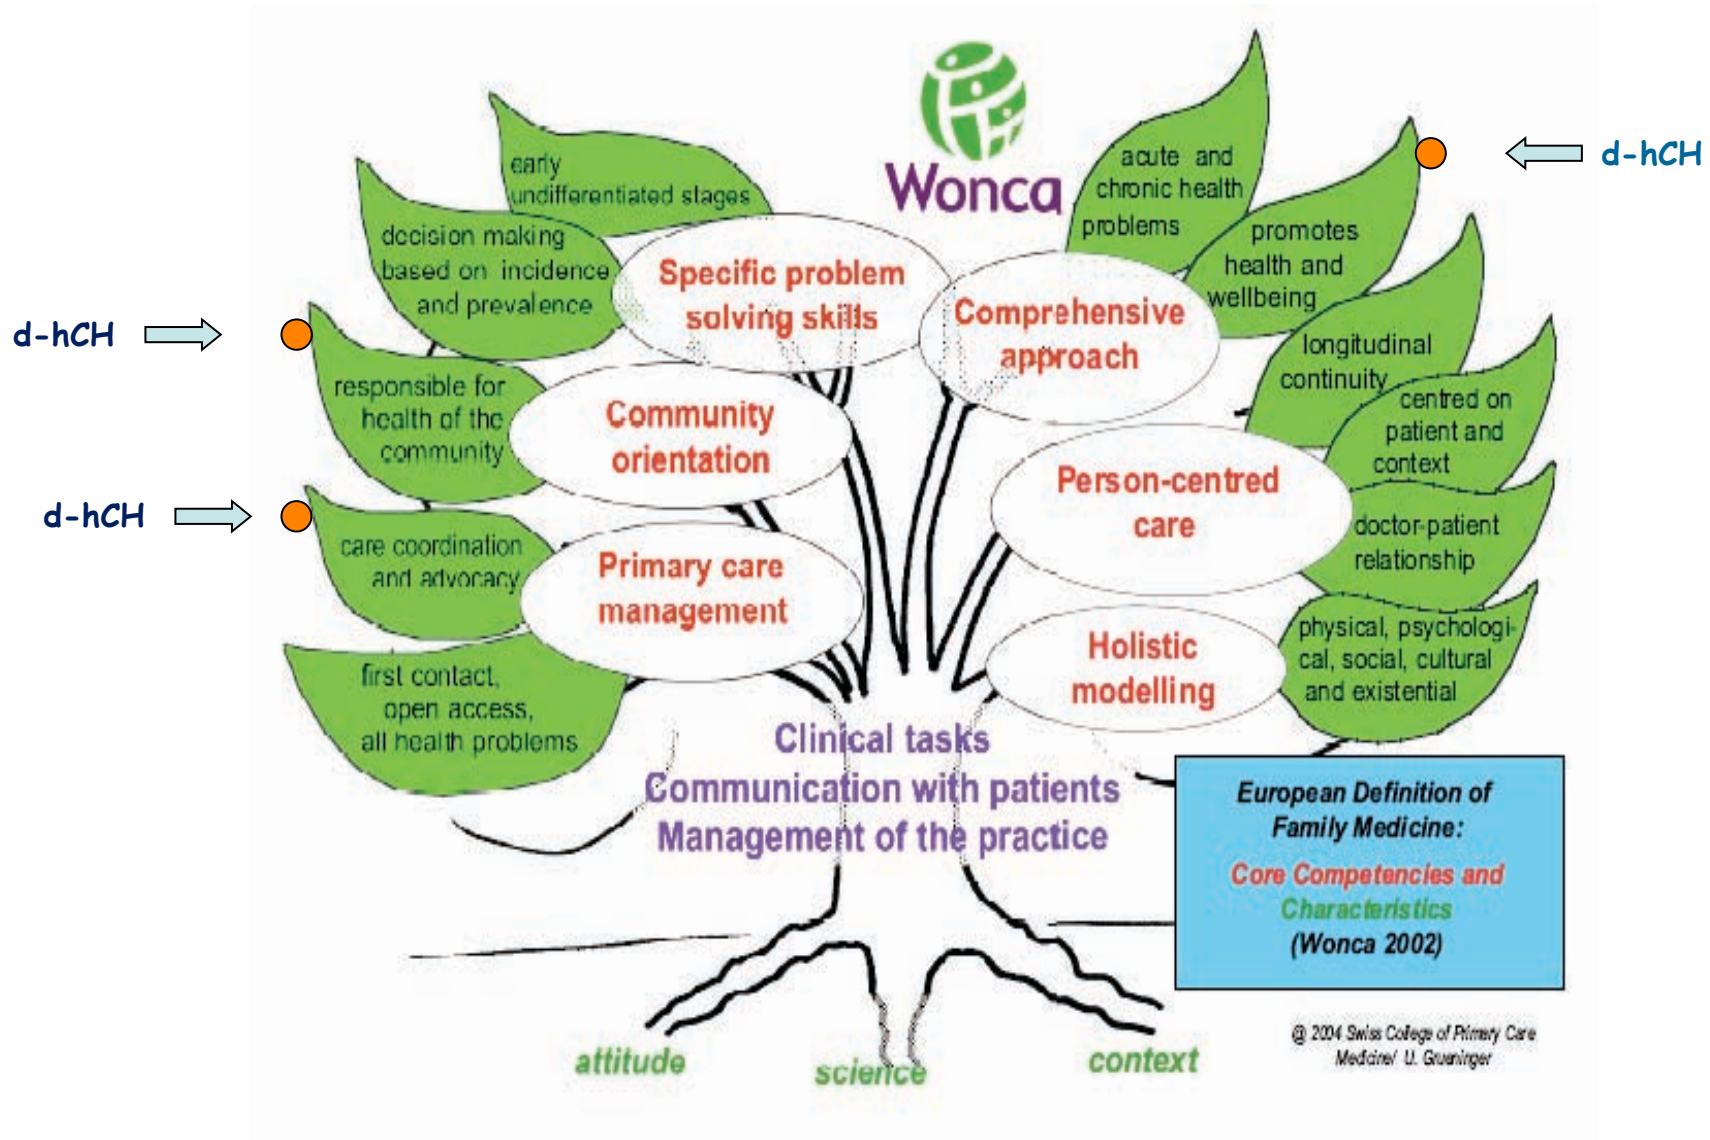 Wonca
early
undifferentiated stages
decision making
based on incidence
and prevalence
responsible for
health of the
community
care coordination
and advocacy
first contact,
open access,
all health problems
d-hCH
d-hCH
Specific problem
solving skills
Community
orientation
Primary care
management
Comprehensive
approach
Person-centred
care
Holistic
modelling
acute and
chronic health
problems
promotes
health and
wellbeing
d-hCH
longitudinal
continuity
centred on
patient and
context
doctor-patient
relationship
physical, psychologi-
cal, social, cultural
and existential
Clinical tasks
Communication with patients
Management of the practice
European Definition of
Family Medicine:
Core Competencies and
Characteristics
(Wonca 2002)
attitude
science
context
@ 2004 Swiss College of Primary Care
Medicine/ U. Grueninger